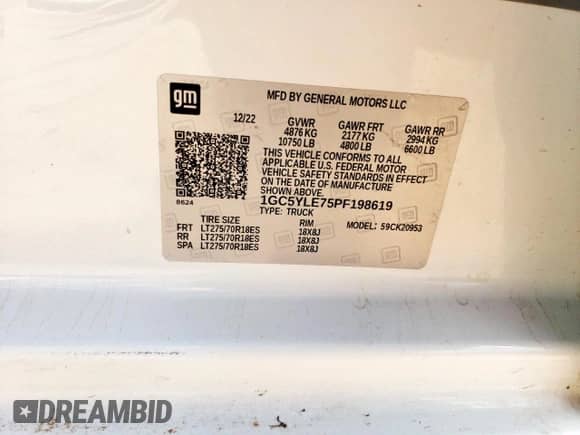 gm
MFD BY GENERAL MOTORS LLC
12/22 GVWR GAWR FRT GAWR RR
4876 KG 2177 KG 2994 KG
10750 LB 4800 LB 6600 LB
THIS VEHICLE CONFORMS TO ALL
APPLICABLE U.S. FEDERAL MOTOR
VEHICLE SAFETY STANDARDS IN EFFECT
ON THE DATE OF MANUFACTURE
SHOWN ABOVE.
8624
1GC5YLE75PF198619
TYPE: TRUCK MODEL: 59CK20953
TIRE SIZE RIM
FRT LT275/70R18ES 18X8J
RR LT275/70R18ES 18X8J
SPA LT275/70R18ES 18X8J
DREAMBID